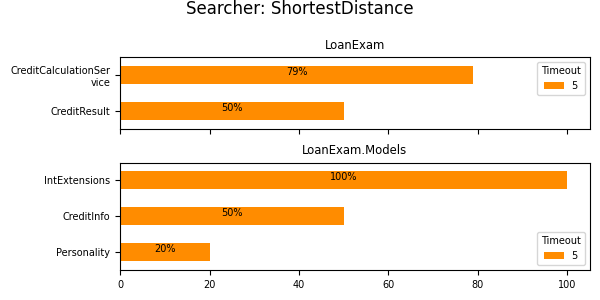 Searcher: ShortestDistance
LoanExam
CreditCalculationSer
vice
79%
Timeout
5
CreditResult
50%
LoanExam.Models
IntExtensions
100%
CreditInfo
50%
Personality
20%
Timeout
5
0 20 40 60 80 100